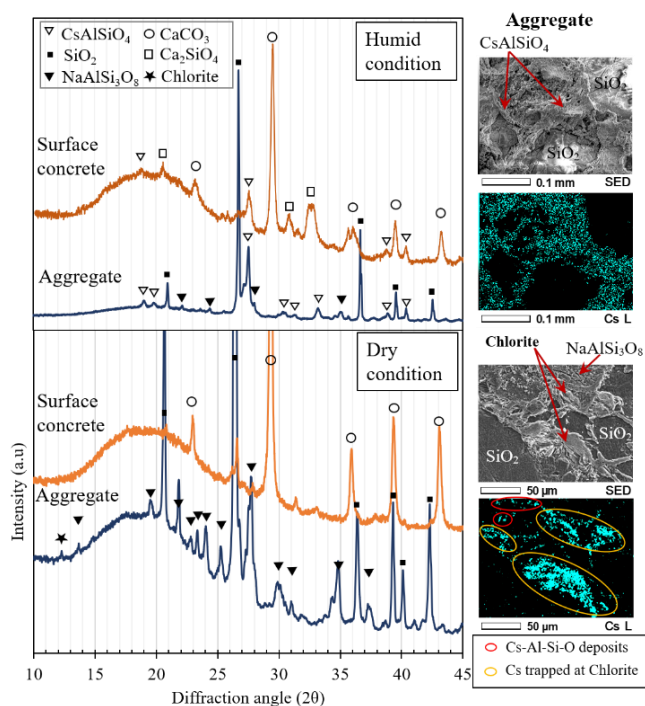 ▽ CsAlSiO₄ ○ CaCO₃
▪ SiO₂ □ Ca₂SiO₄
▼ NaAlSi₃O₈ ★ Chlorite
Humid
condition
Surface
concrete
Aggregate
Dry
condition
Surface
concrete
Aggregate
Intensity (a.u)
10 15 20 25 30 35 40 45
Diffraction angle (2θ)
Aggregate
CsAlSiO₄
SiO₂
SiO₂
0.1 mm SED
0.1 mm Cs L
Chlorite
NaAlSi₃O₈
SiO₂
SiO₂
50 µm SED
50 µm Cs L
Cs-Al-Si-O deposits
Cs trapped at Chlorite